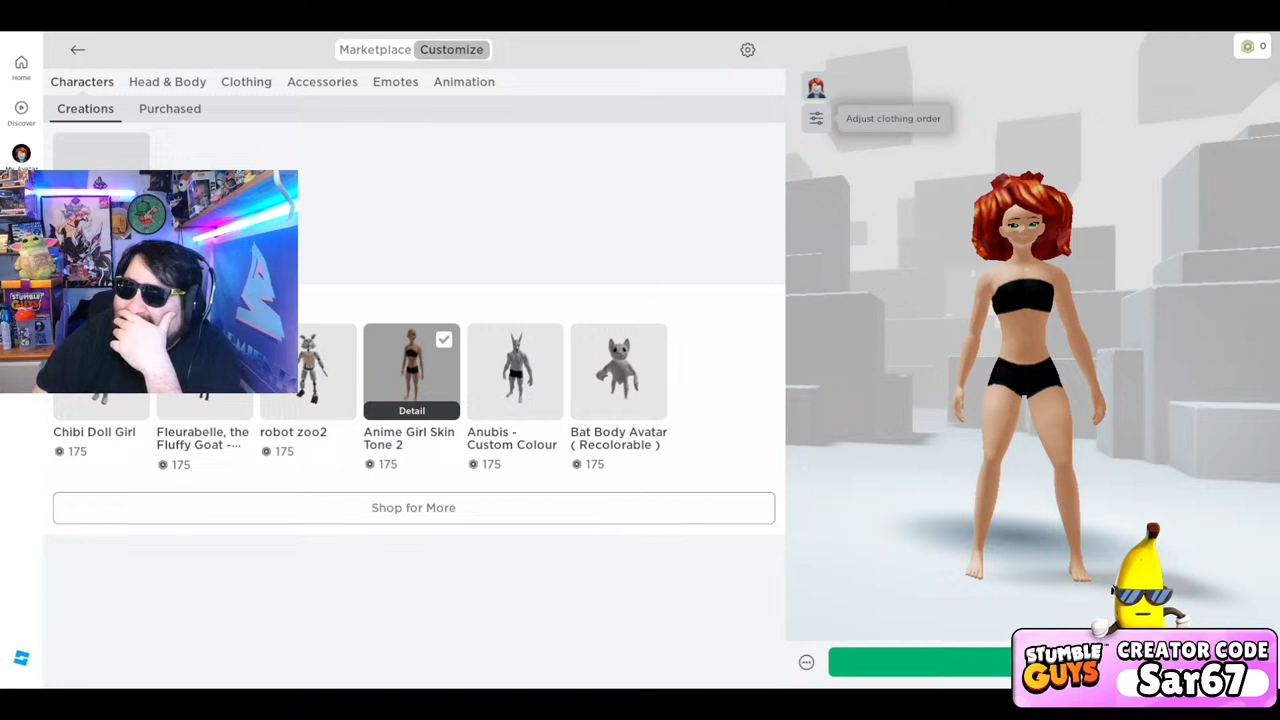 Marketplace Customize
0
Home
Characters Head & Body Clothing Accessories Emotes Animation
Creations Purchased
Discover
Adjust clothing order
STUMBLE
GUYS
Detail
Chibi Doll Girl
175
Fleurabelle, the
Fluffy Goat -...
175
robot zoo2
175
Anime Girl Skin
Tone 2
175
Anubis -
Custom Colour
175
Bat Body Avatar
( Recolorable )
175
Shop for More
STUMBLE
GUYS
CREATOR CODE
Sar67